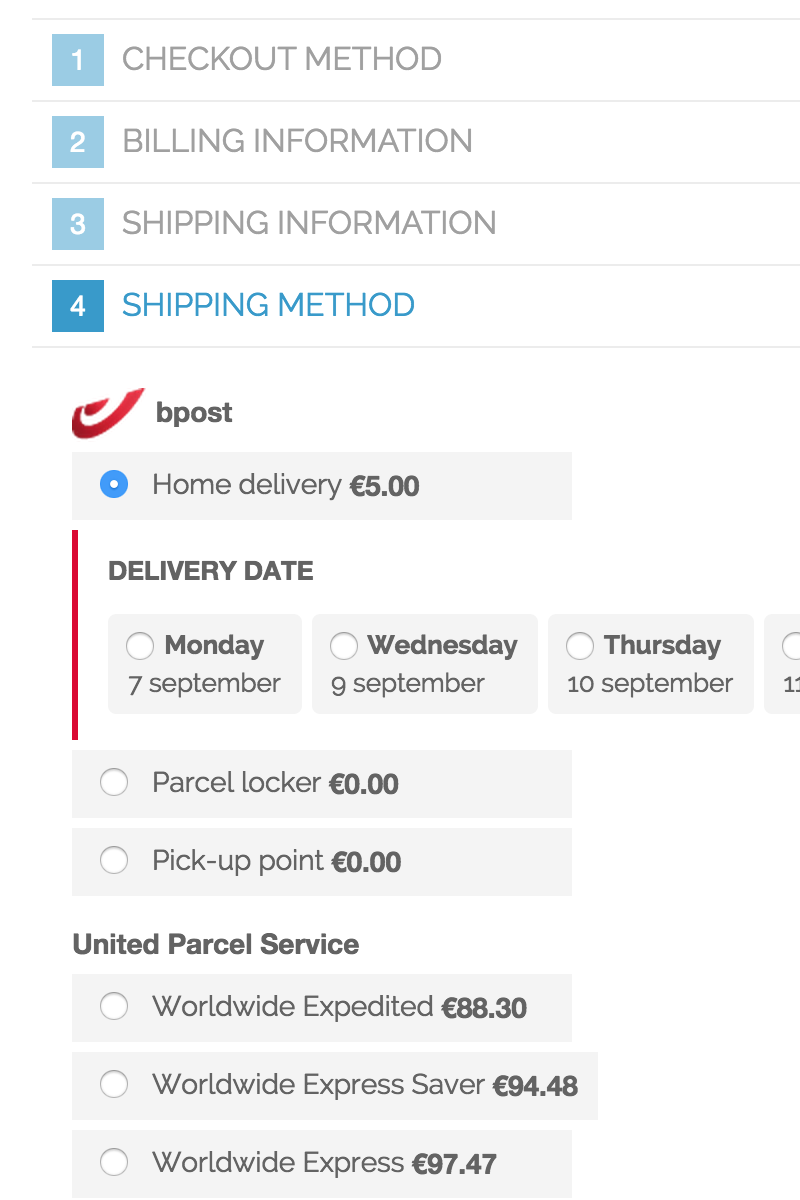 1 CHECKOUT METHOD
2 BILLING INFORMATION
3 SHIPPING INFORMATION
4 SHIPPING METHOD
bpost
Home delivery €5.00
DELIVERY DATE
Monday Wednesday Thursday
7 september 9 september 10 september 11
Parcel locker €0.00
Pick-up point €0.00
United Parcel Service
Worldwide Expedited €88.30
Worldwide Express Saver €94.48
Worldwide Express €97.47